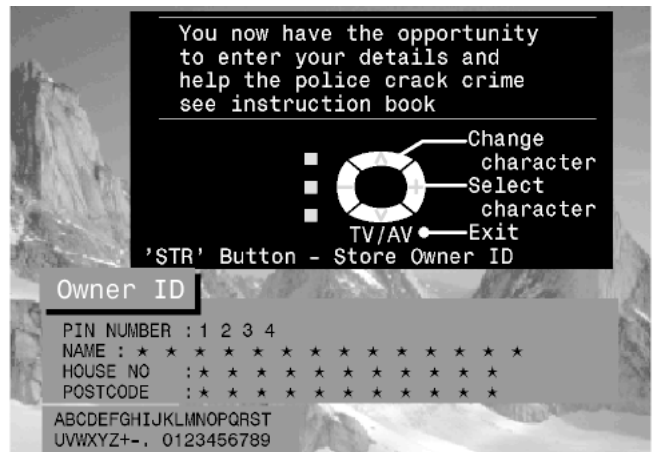 You now have the opportunity
to enter your details and
help the police crack crime
see instruction book
Change
character
Select
character
TV/AV Exit
'STR' Button – Store Owner ID
Owner ID
PIN NUMBER : 1 2 3 4
NAME : ★ ★ ★ ★ ★ ★ ★ ★ ★ ★ ★ ★ ★ ★
HOUSE NO : ★ ★ ★ ★ ★ ★ ★ ★ ★ ★ ★
POSTCODE : ★ ★ ★ ★ ★ ★ ★ ★ ★ ★ ★
ABCDEFGHIJKLMNOPQRST
UVWXYZ+-. 0123456789